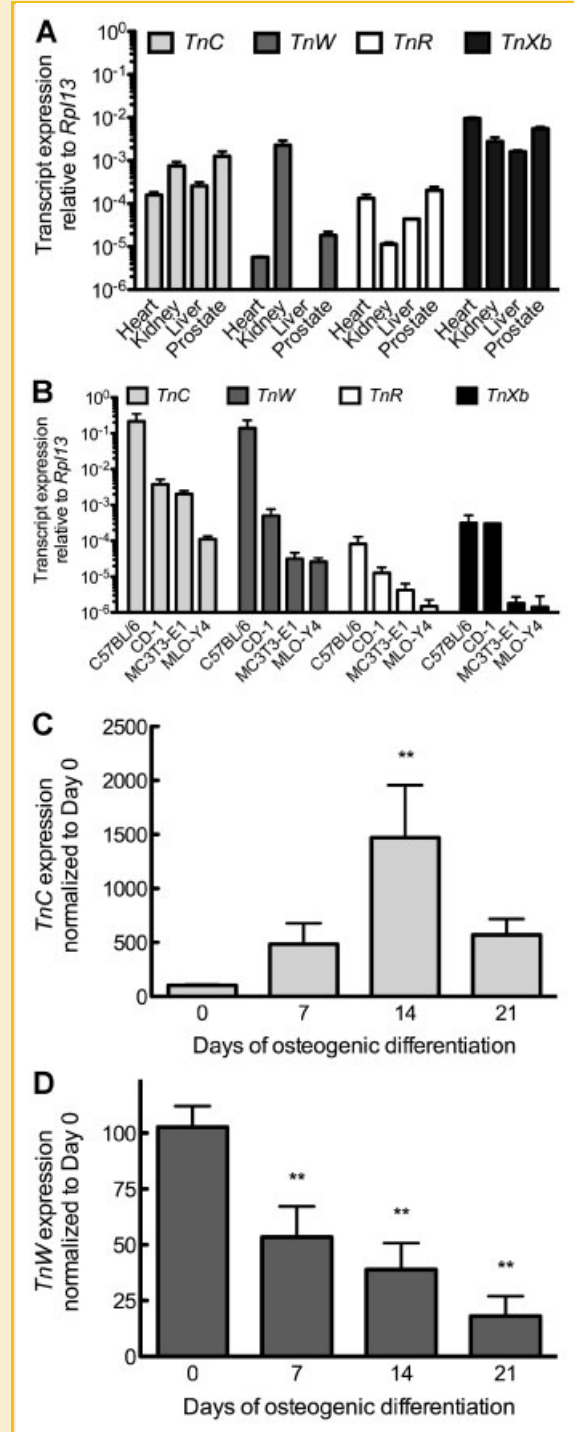 A
TnC TnW TnR TnXb
Transcript expression
relative to Rpl13
10^0
10^-1
10^-2
10^-3
10^-4
10^-5
10^-6
Heart Kidney Liver Prostate Heart Kidney Liver Prostate Heart Kidney Liver Prostate Heart Kidney Liver Prostate
B
TnC TnW TnR TnXb
Transcript expression
relative to Rpl13
10^0
10^-1
10^-2
10^-3
10^-4
10^-5
10^-6
C57BL/6 CD-1 MC3T3-E1 MLO-Y4 C57BL/6 CD-1 MC3T3-E1 MLO-Y4 C57BL/6 CD-1 MC3T3-E1 MLO-Y4 C57BL/6 CD-1 MC3T3-E1 MLO-Y4
C
TnC expression
normalized to Day 0
2500
2000
1500
1000
500
0
**
0 7 14 21
Days of osteogenic differentiation
D
TnW expression
normalized to Day 0
100
75
50
25
0
** ** **
0 7 14 21
Days of osteogenic differentiation